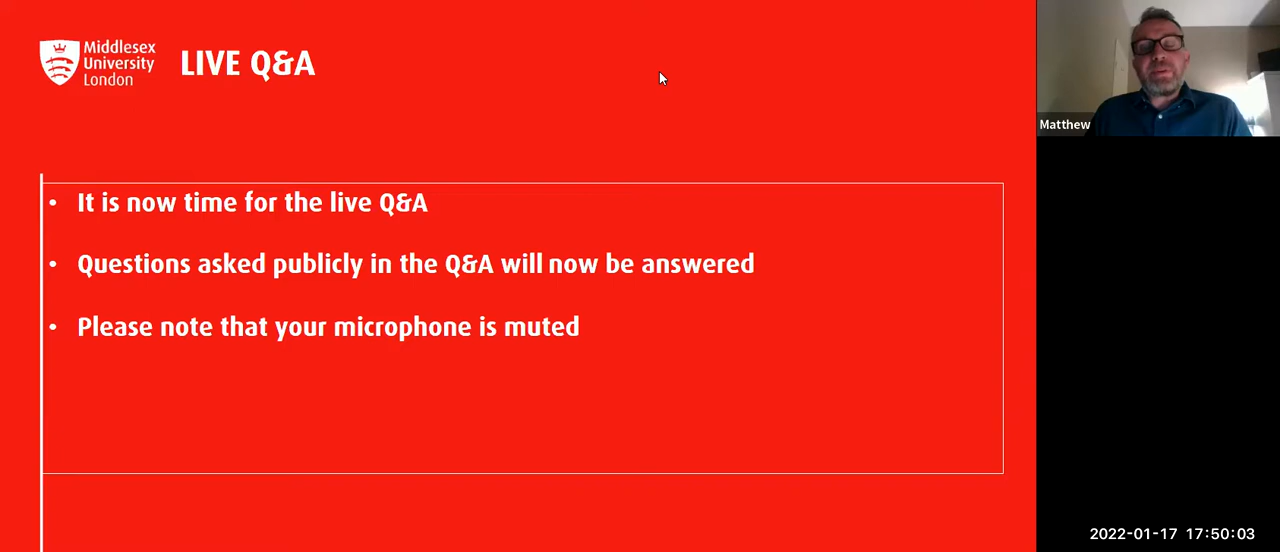 Middlesex
University
London
LIVE Q&A
Matthew
• It is now time for the live Q&A
• Questions asked publicly in the Q&A will now be answered
• Please note that your microphone is muted
2022-01-17 17:50:03